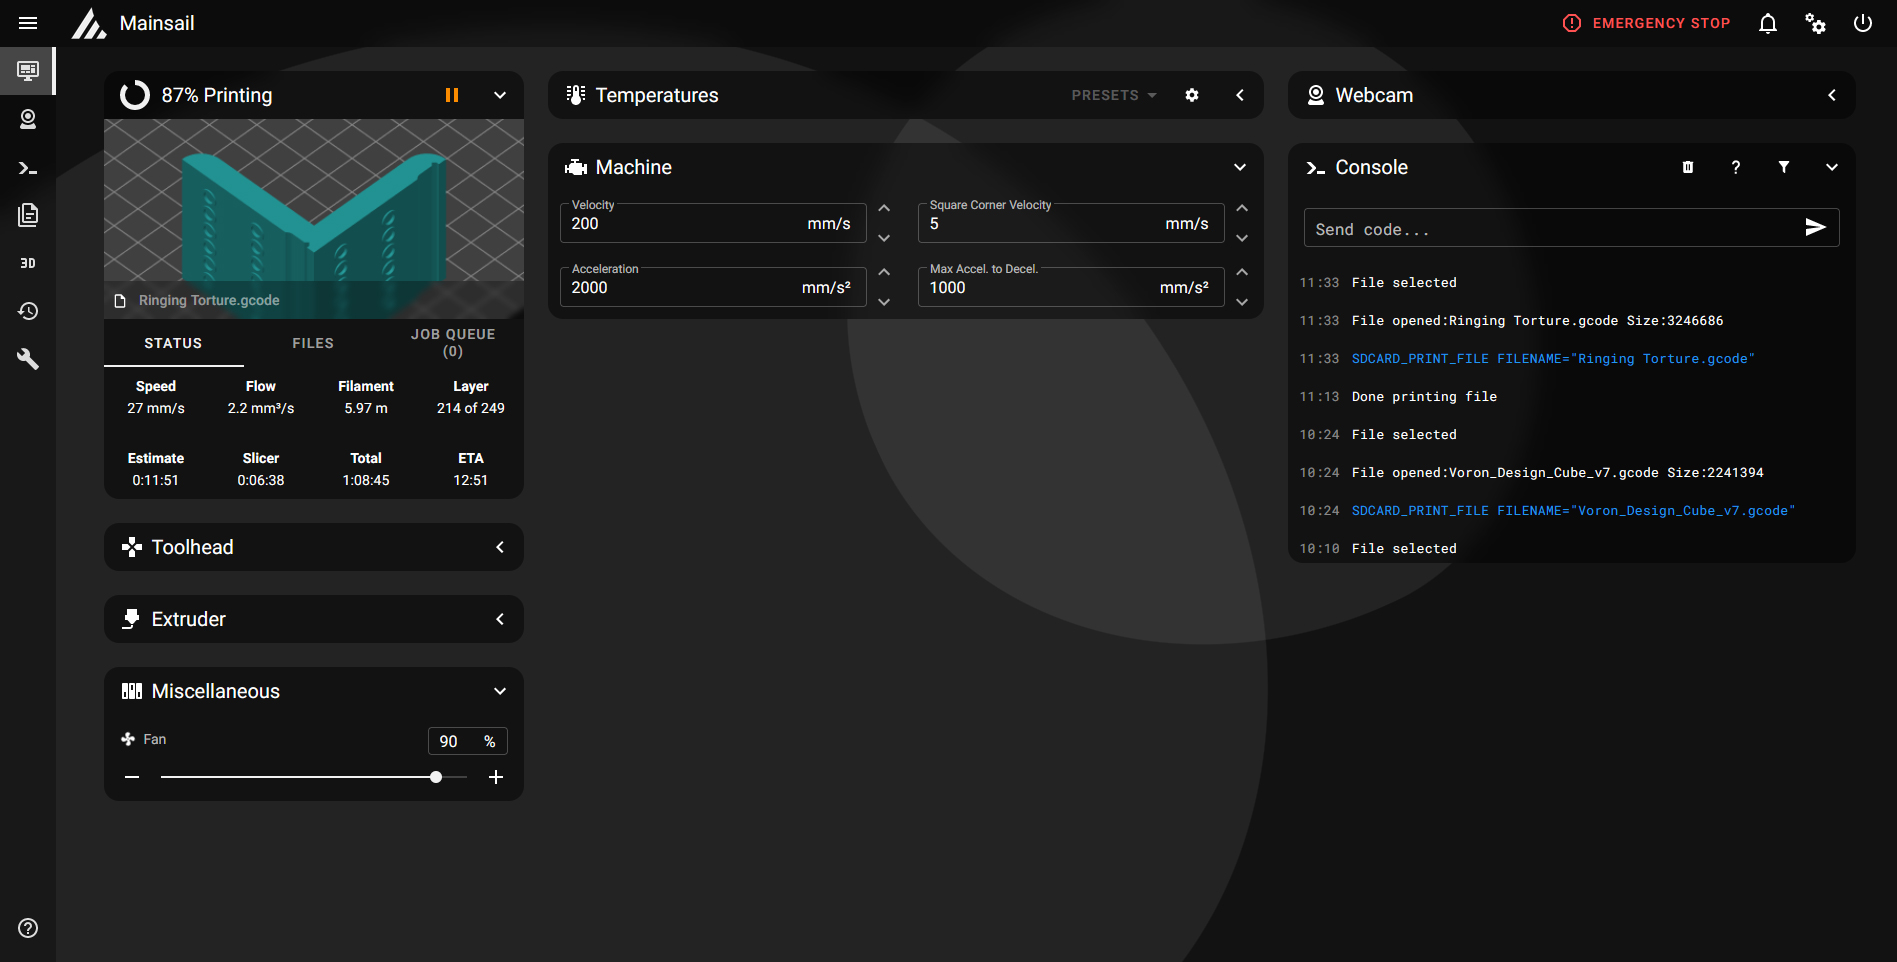 Mainsail
EMERGENCY STOP
87% Printing
Ringing Torture.gcode
STATUS
FILES
JOB QUEUE
(0)
Speed Flow Filament Layer
27 mm/s 2.2 mm³/s 5.97 m 214 of 249
Estimate Slicer Total ETA
0:11:51 0:06:38 1:08:45 12:51
Toolhead
Extruder
Miscellaneous
Fan
90 %
Temperatures
PRESETS
Machine
Velocity
200 mm/s
Square Corner Velocity
5 mm/s
Acceleration
2000 mm/s²
Max Accel. to Decel.
1000 mm/s²
Webcam
Console
Send code...
11:33 File selected
11:33 File opened:Ringing Torture.gcode Size:3246686
11:33 SDCARD_PRINT_FILE FILENAME="Ringing Torture.gcode"
11:13 Done printing file
10:24 File selected
10:24 File opened:Voron_Design_Cube_v7.gcode Size:2241394
10:24 SDCARD_PRINT_FILE FILENAME="Voron_Design_Cube_v7.gcode"
10:10 File selected
3D